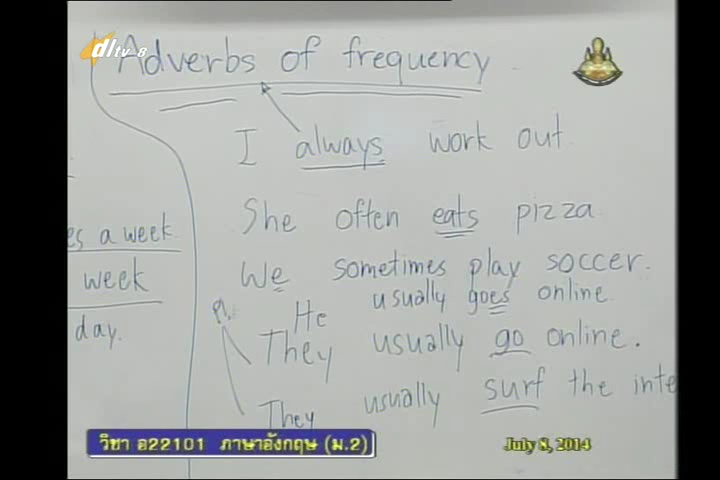 dltv 8
Adverbs of frequency
I always work out.
She often eats pizza.
es a week
We sometimes play soccer.
week
He usually goes online
day.
Pl.
They usually go online.
They usually surf the inte
วิชา อ22101 ภาษาอังกฤษ (ม.2)
July 8, 2014